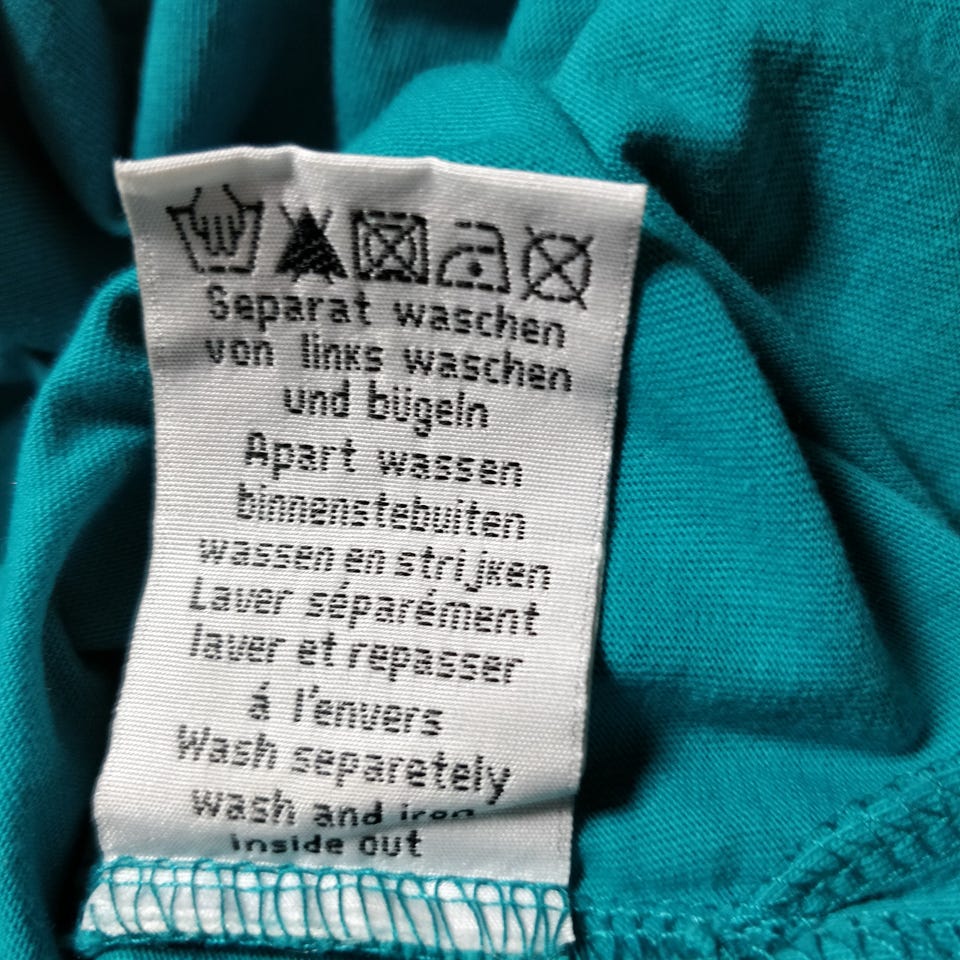 Separat waschen
von links waschen
und bügeln
Apart wassen
binnenstebuiten
wassen en strijken
Laver séparément
laver et repasser
á l'envers
Wash separetely
wash and iron
inside out